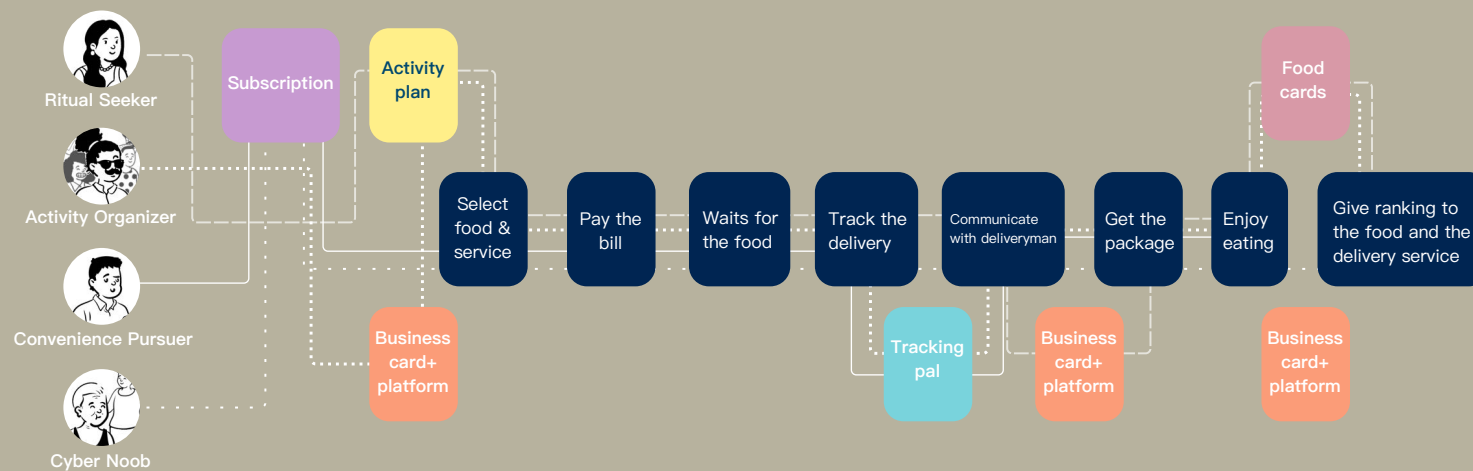 Ritual Seeker
Activity Organizer
Convenience Pursuer
Cyber Noob
Subscription
Activity
plan
Business
card+
platform
Select
food &
service
Pay the
bill
Waits for
the food
Track the
delivery
Tracking
pal
Communicate
with deliveryman
Business
card+
platform
Get the
package
Enjoy
eating
Food
cards
Business
card+
platform
Give ranking to
the food and the
delivery service